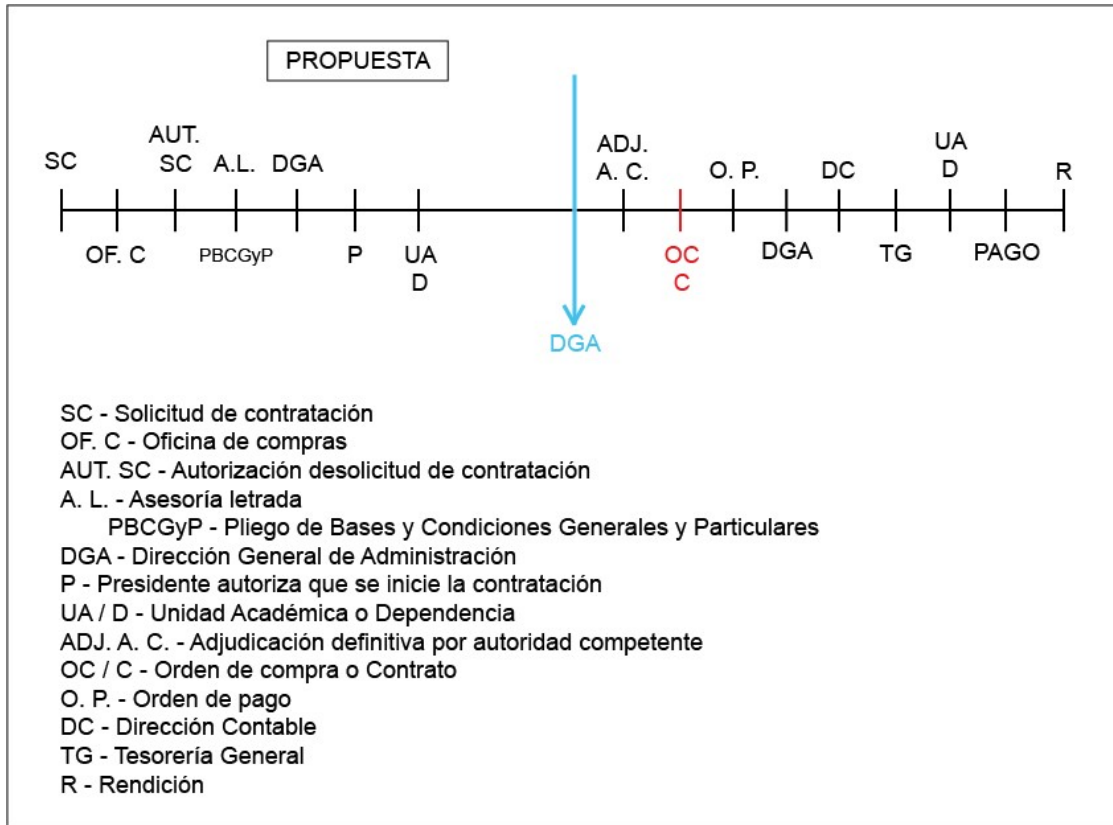 PROPUESTA
SC
AUT.
SC
A.L.
DGA
OF. C
PBCGyP
P
UA
D
DGA
ADJ.
A. C.
OC
C
O. P.
DGA
DC
TG
UA
D
PAGO
R
SC - Solicitud de contratación
OF. C - Oficina de compras
AUT. SC - Autorización desolicitud de contratación
A. L. - Asesoría letrada
PBCGyP - Pliego de Bases y Condiciones Generales y Particulares
DGA - Dirección General de Administración
P - Presidente autoriza que se inicie la contratación
UA / D - Unidad Académica o Dependencia
ADJ. A. C. - Adjudicación definitiva por autoridad competente
OC / C - Orden de compra o Contrato
O. P. - Orden de pago
DC - Dirección Contable
TG - Tesorería General
R - Rendición